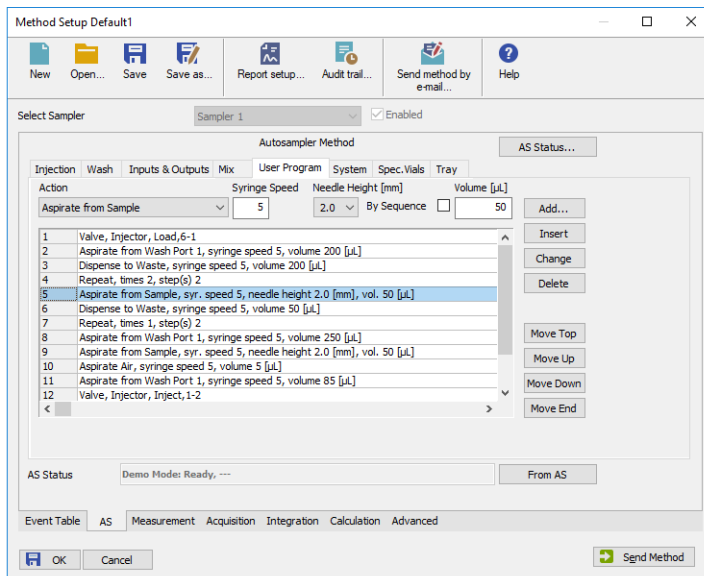 Method Setup Default1
New Open... Save Save as... Report setup... Audit trail... Send method by e-mail... Help
Select Sampler Sampler 1 Enabled
Autosampler Method AS Status...
Injection Wash Inputs & Outputs Mix User Program System Spec.Vials Tray
Action Syringe Speed Needle Height [mm] Volume [µL]
Aspirate from Sample 5 2.0 By Sequence 50 Add...
Insert
Change
Delete
Move Top
Move Up
Move Down
Move End
1 Valve, Injector, Load,6-1
2 Aspirate from Wash Port 1, syringe speed 5, volume 200 [µL]
3 Dispense to Waste, syringe speed 5, volume 200 [µL]
4 Repeat, times 2, step(s) 2
5 Aspirate from Sample, syr. speed 5, needle height 2.0 [mm], vol. 50 [µL]
6 Dispense to Waste, syringe speed 5, volume 50 [µL]
7 Repeat, times 1, step(s) 2
8 Aspirate from Wash Port 1, syringe speed 5, volume 250 [µL]
9 Aspirate from Sample, syr. speed 5, needle height 2.0 [mm], vol. 50 [µL]
10 Aspirate Air, syringe speed 5, volume 5 [µL]
11 Aspirate from Wash Port 1, syringe speed 5, volume 85 [µL]
12 Valve, Injector, Inject,1-2
AS Status Demo Mode: Ready, --- From AS
Event Table AS Measurement Acquisition Integration Calculation Advanced
OK Cancel Send Method